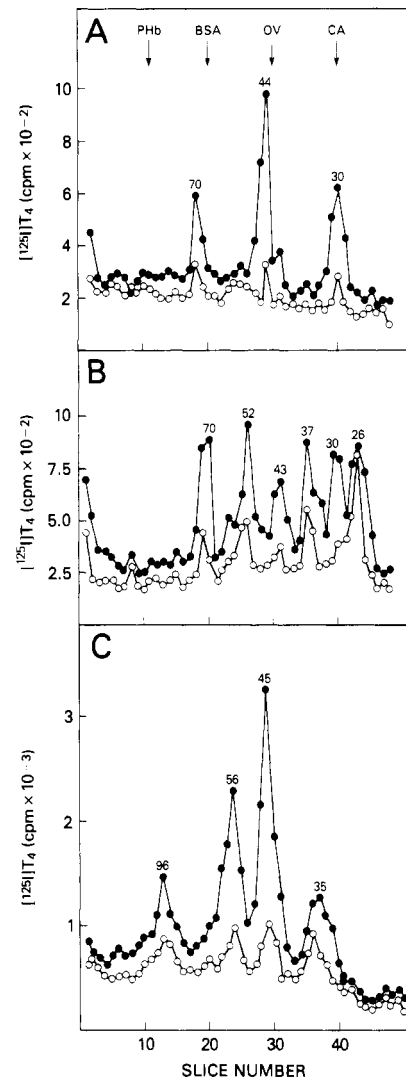 A
PHb BSA OV CA
[125I]T4 (cpm x 10-2)
10
8
6
4
2
70
44
30
B
[125I]T4 (cpm x 10-2)
10
7.5
5.0
2.5
70
52
43
37
30
26
C
[125I]T4 (cpm x 10-3)
3
2
1
96
56
45
35
10 20 30 40
SLICE NUMBER